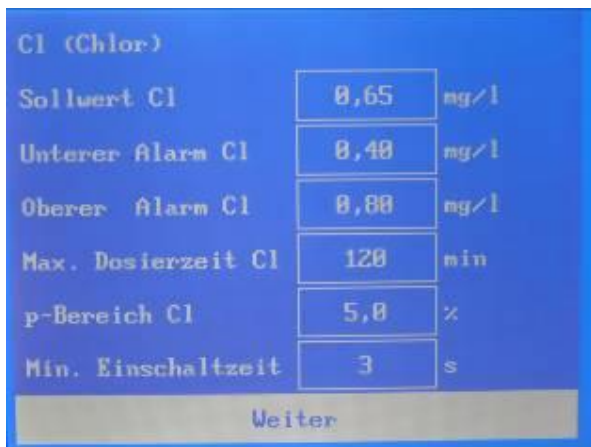 Cl (Chlor)
Sollwert Cl 0,65 mg/l
Unterer Alarm Cl 0,40 mg/l
Oberer Alarm Cl 0,80 mg/l
Max. Dosierzeit Cl 120 min
p-Bereich Cl 5,0 %
Min. Einschaltzeit 3 s
Weiter